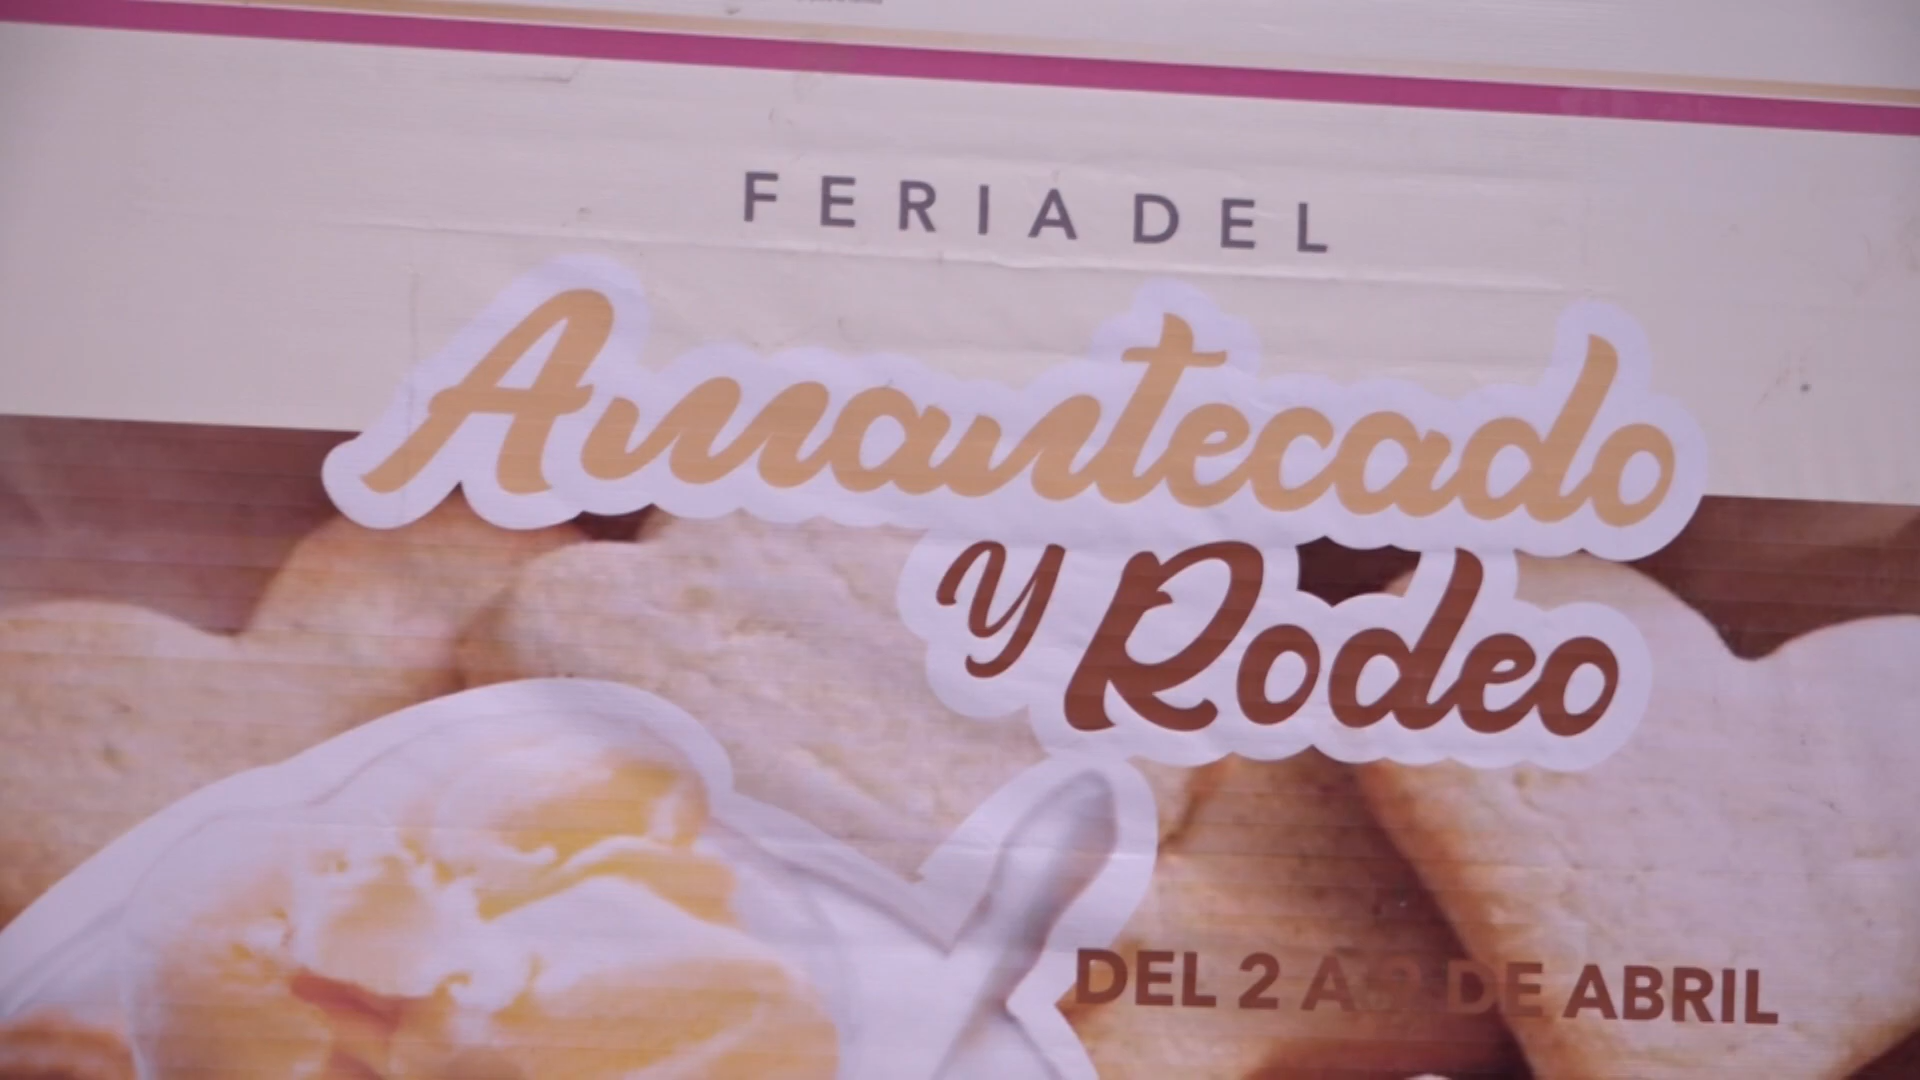 FERIA DEL
Amantecado
y Rodeo
DEL 2 A DE ABRIL